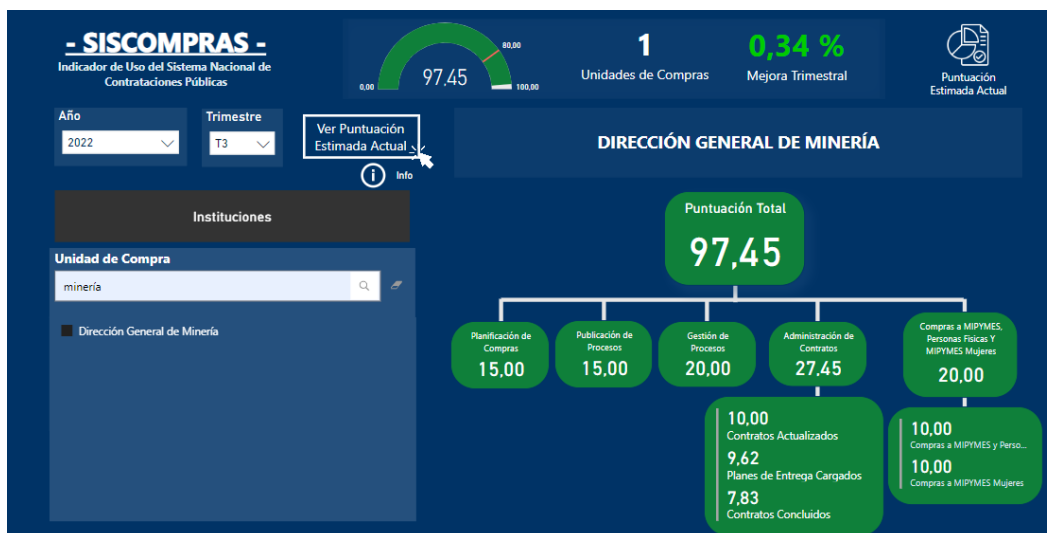 - SISCOMPRAS -
Indicador de Uso del Sistema Nacional de
Contrataciones Públicas
0,00
97,45
80,00
100,00
1
Unidades de Compras
0,34 %
Mejora Trimestral
Puntuación
Estimada Actual
Año
2022
Trimestre
T3
Ver Puntuación
Estimada Actual
Info
DIRECCIÓN GENERAL DE MINERÍA
Instituciones
Unidad de Compra
minería
Dirección General de Minería
Puntuación Total
97,45
Planificación de
Compras
15,00
Publicación de
Procesos
15,00
Gestión de
Procesos
20,00
Administración de
Contratos
27,45
Compras a MIPYMES,
Personas Fisicas Y
MIPYMES Mujeres
20,00
10,00
Contratos Actualizados
9,62
Planes de Entrega Cargados
7,83
Contratos Concluidos
10,00
Compras a MIPYMES y Perso...
10,00
Compras a MIPYMES Mujeres